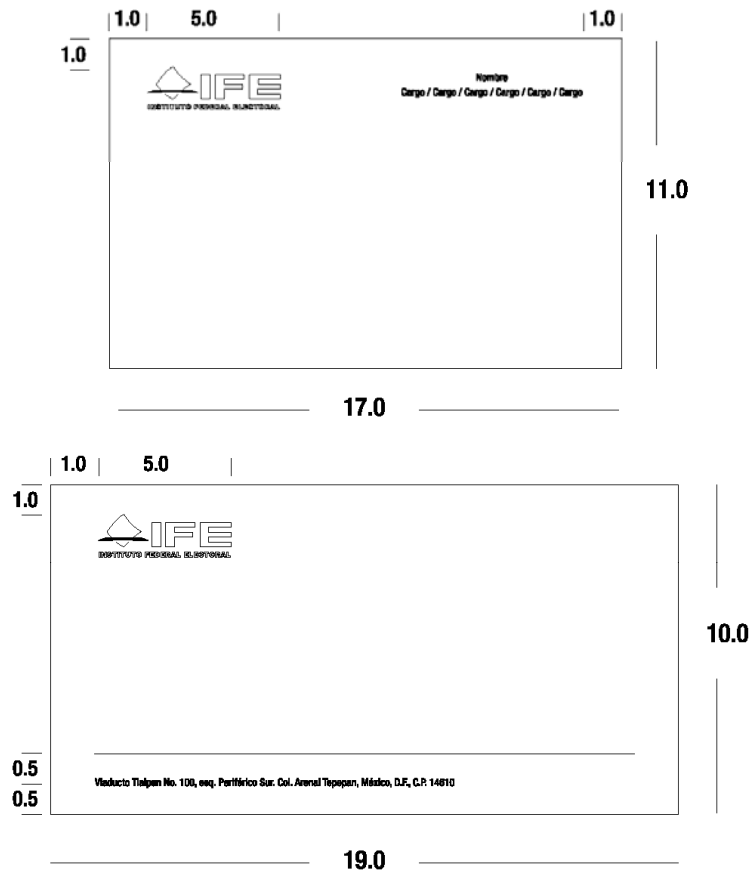 1.0 5.0 1.0
1.0
IFE
INSTITUTO FEDERAL ELECTORAL
Nombre
Cargo / Cargo / Cargo / Cargo / Cargo / Cargo
11.0
17.0
1.0 5.0
1.0
IFE
INSTITUTO FEDERAL ELECTORAL
10.0
0.5
0.5
Viaducto Tlalpan No. 100, esq. Periférico Sur. Col. Arenal Tepepan, México, D.F., C.P. 14610
19.0